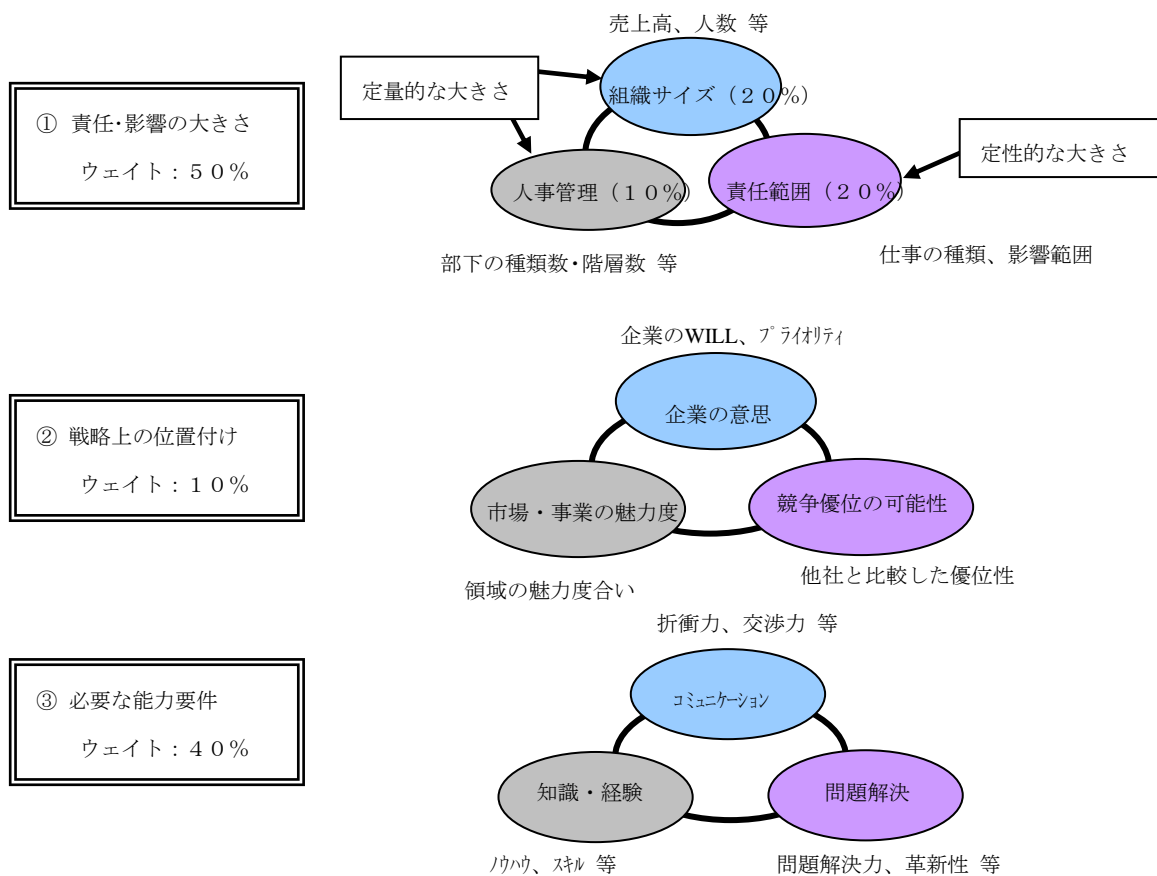 売上高、人数 等
定量的な大きさ
組織サイズ（２０％）
① 責任・影響の大きさ
ウェイト：５０％
定性的な大きさ
人事管理（１０％）
責任範囲（２０％）
部下の種類数・階層数 等
仕事の種類、影響範囲
企業のWILL、ﾌﾟﾗｲｵﾘﾃｨ
企業の意思
② 戦略上の位置付け
ウェイト：１０％
市場・事業の魅力度
競争優位の可能性
領域の魅力度合い
他社と比較した優位性
折衝力、交渉力 等
③ 必要な能力要件
ウェイト：４０％
ｺﾐｭﾆｹｰｼｮﾝ
知識・経験
問題解決
ﾉｳﾊｳ、ｽｷﾙ 等
問題解決力、革新性 等